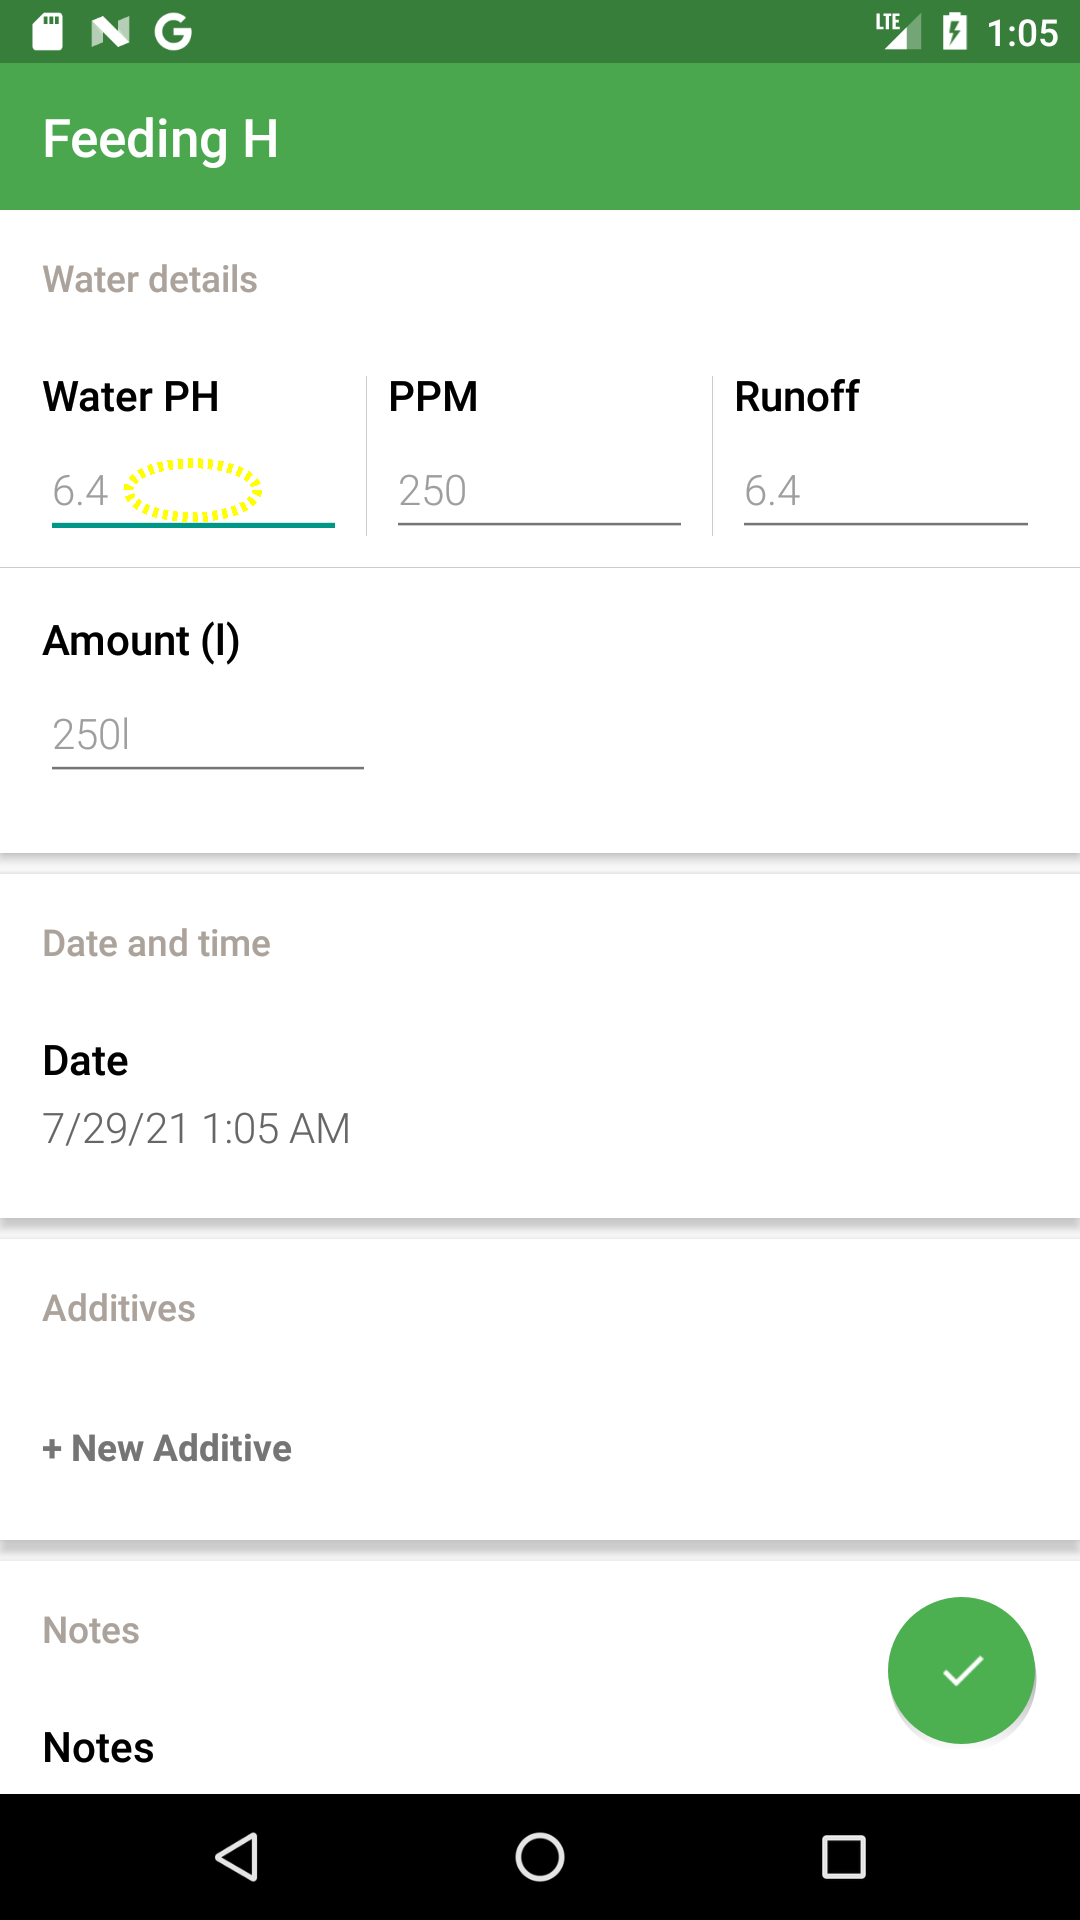 LTE 1:05
Feeding H
Water details
Water PH PPM Runoff
6.4 250 6.4
Amount (l)
250l
Date and time
Date
7/29/21 1:05 AM
Additives
+ New Additive
Notes
Notes